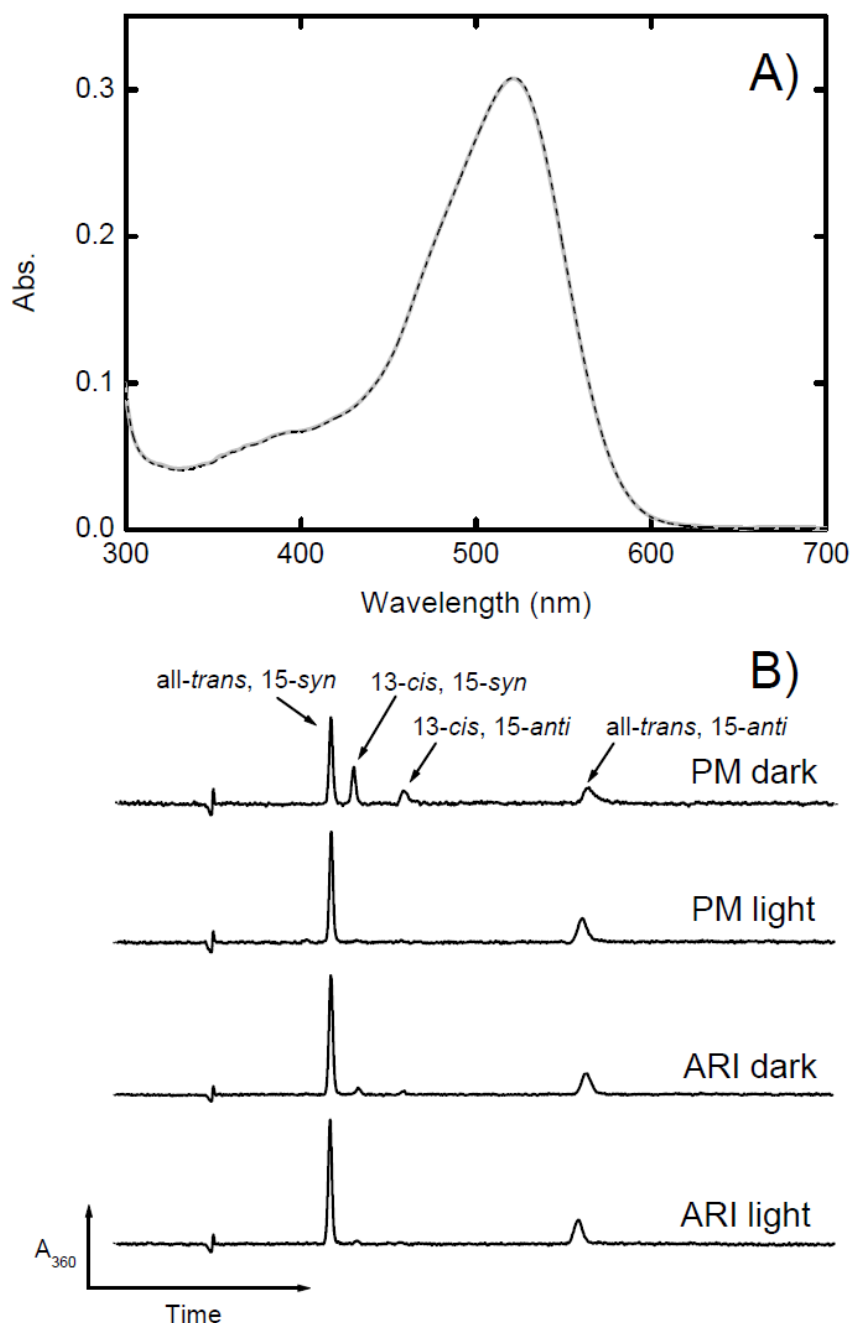 A)
0.3
0.2
0.1
0.0
Abs.
300 400 500 600 700
Wavelength (nm)
B)
all-trans, 15-syn
13-cis, 15-syn
13-cis, 15-anti
all-trans, 15-anti
PM dark
PM light
ARI dark
ARI light
A360
Time